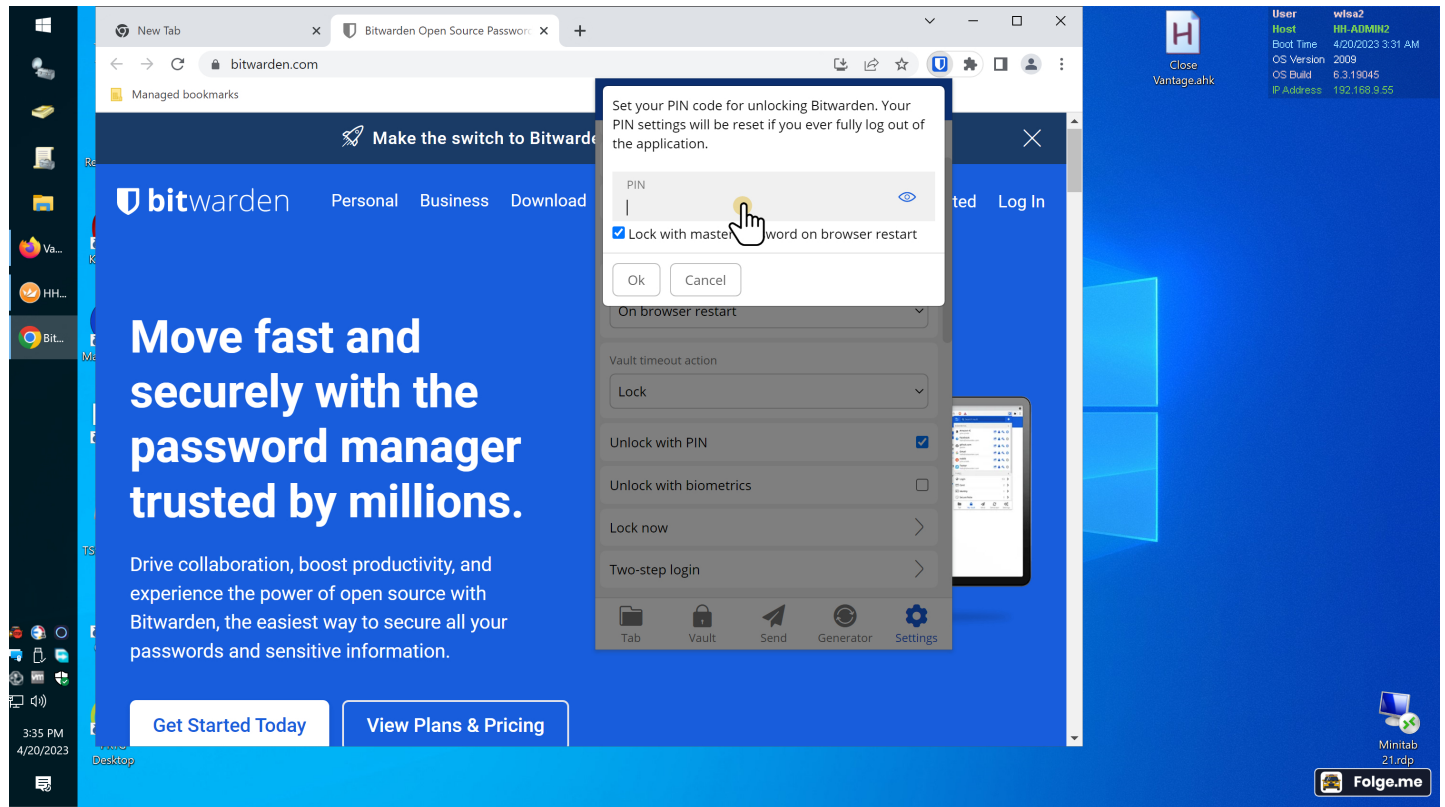 New Tab
Bitwarden Open Source Passwor
bitwarden.com
Managed bookmarks
Make the switch to Bitwarde
bitwarden
Personal
Business
Download
ted
Log In
Move fast and
securely with the
password manager
trusted by millions.
Drive collaboration, boost productivity, and
experience the power of open source with
Bitwarden, the easiest way to secure all your
passwords and sensitive information.
Get Started Today
View Plans & Pricing
Set your PIN code for unlocking Bitwarden. Your
PIN settings will be reset if you ever fully log out of
the application.
PIN
Lock with master word on browser restart
Ok
Cancel
On browser restart
Vault timeout action
Lock
Unlock with PIN
Unlock with biometrics
Lock now
Two-step login
Tab
Vault
Send
Generator
Settings
Close
Vantage.ahk
User wlsa2
Host HH-ADMIN2
Boot Time 4/20/2023 3:31 AM
OS Version 2009
OS Build 6.3.19045
IP Address 192.168.9.55
Va...
HH...
Bit...
3:35 PM
4/20/2023
Desktop
Minitab
21.rdp
Folge.me